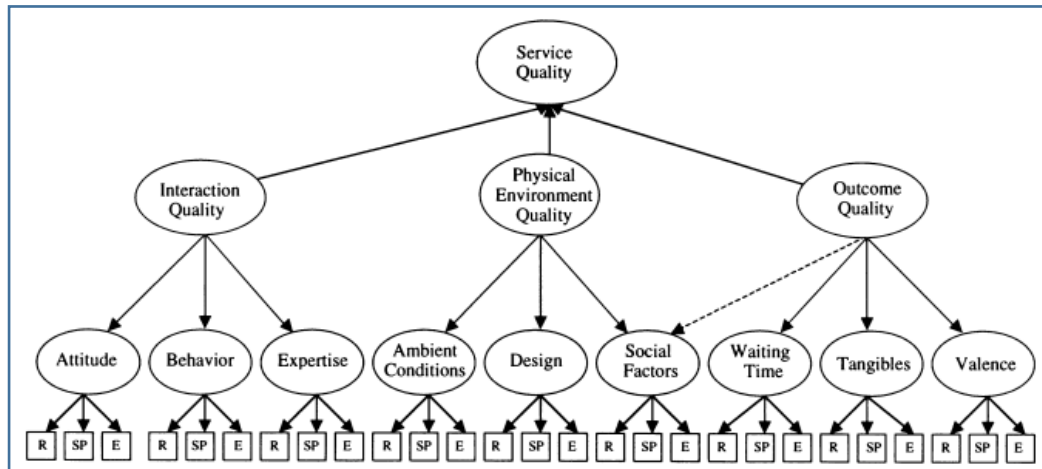 Service
Quality
Interaction
Quality
Physical
Environment
Quality
Outcome
Quality
Attitude
Behavior
Expertise
Ambient
Conditions
Design
Social
Factors
Waiting
Time
Tangibles
Valence
R SP E
R SP E
R SP E
R SP E
R SP E
R SP E
R SP E
R SP E
R SP E